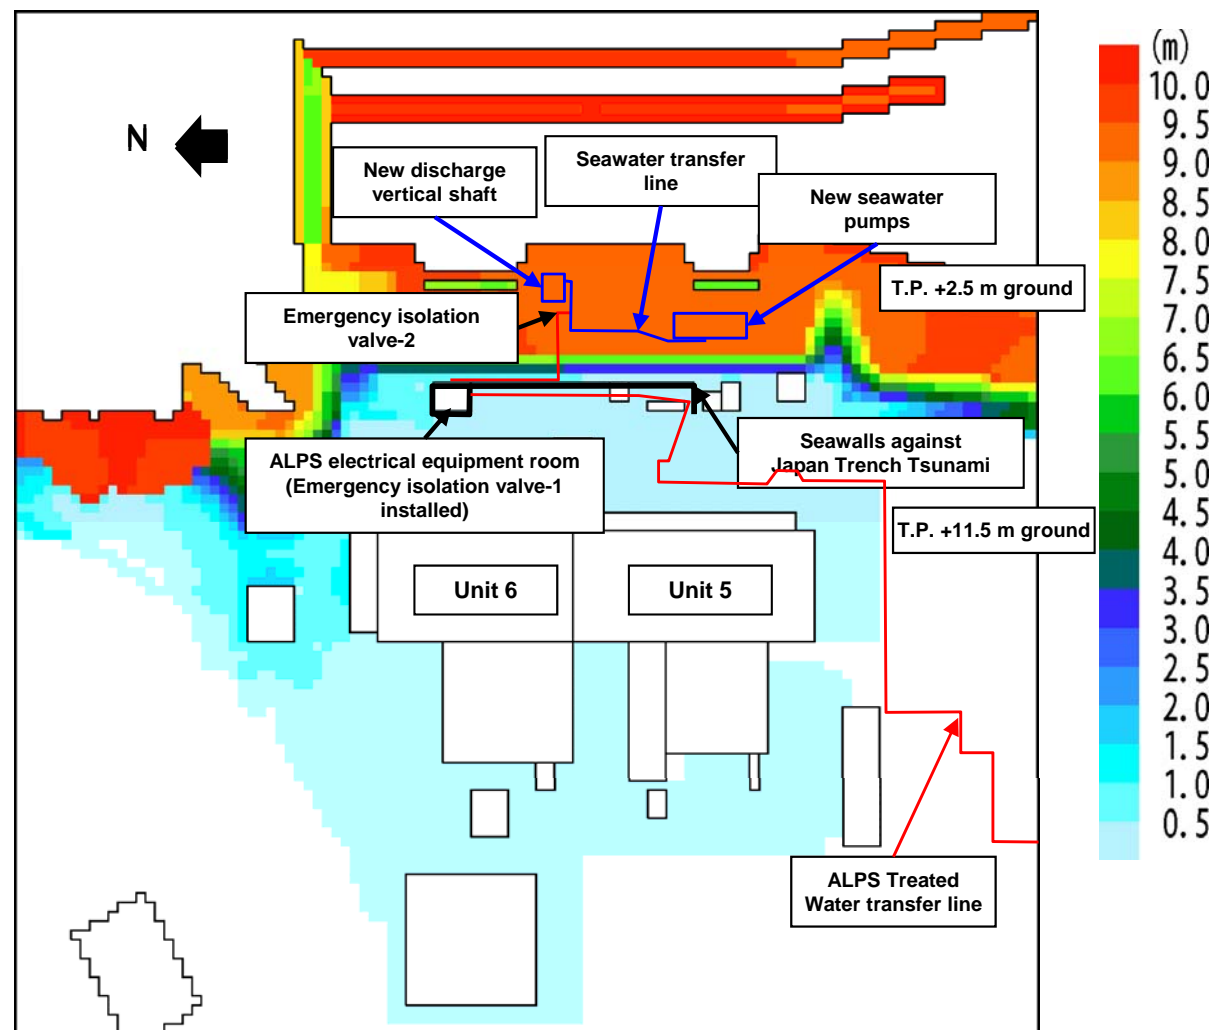 (m)
10.0
9.5
9.0
8.5
8.0
7.5
7.0
6.5
6.0
5.5
5.0
4.5
4.0
3.5
3.0
2.5
2.0
1.5
1.0
0.5
N
New discharge
vertical shaft
Seawater transfer
line
New seawater
pumps
T.P. +2.5 m ground
Emergency isolation
valve-2
Seawalls against
Japan Trench Tsunami
ALPS electrical equipment room
(Emergency isolation valve-1
installed)
T.P. +11.5 m ground
Unit 6
Unit 5
ALPS Treated
Water transfer line